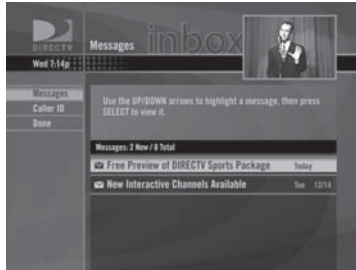 inbox
DIRECTV
Messages
Wed 7:14p
Messages
Caller ID
Done
Use the UP/DOWN arrows to highlight a message, then press
SELECT to view it.
Messages: 2 New / 8 Total
Free Preview of DIRECTV Sports Package Today
New Interactive Channels Available Tue 12/14